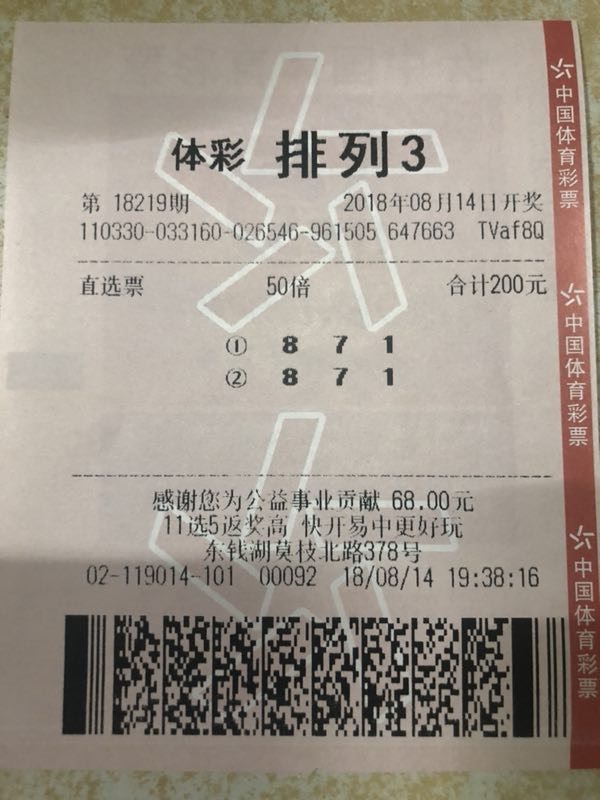 体彩 排列3
第 18219期 2018年08月14日开奖
110330-033160-026546-961505 647663 TVaf8Q
直选票 50倍 合计200元
① 8 7 1
② 8 7 1
感谢您为公益事业贡献 68.00元
11选5返奖高 快开易中更好玩
东钱湖莫枝北路378号
02-119014-101 00092 18/08/14 19:38:16
中国体育彩票
中国体育彩票
中国体育彩票